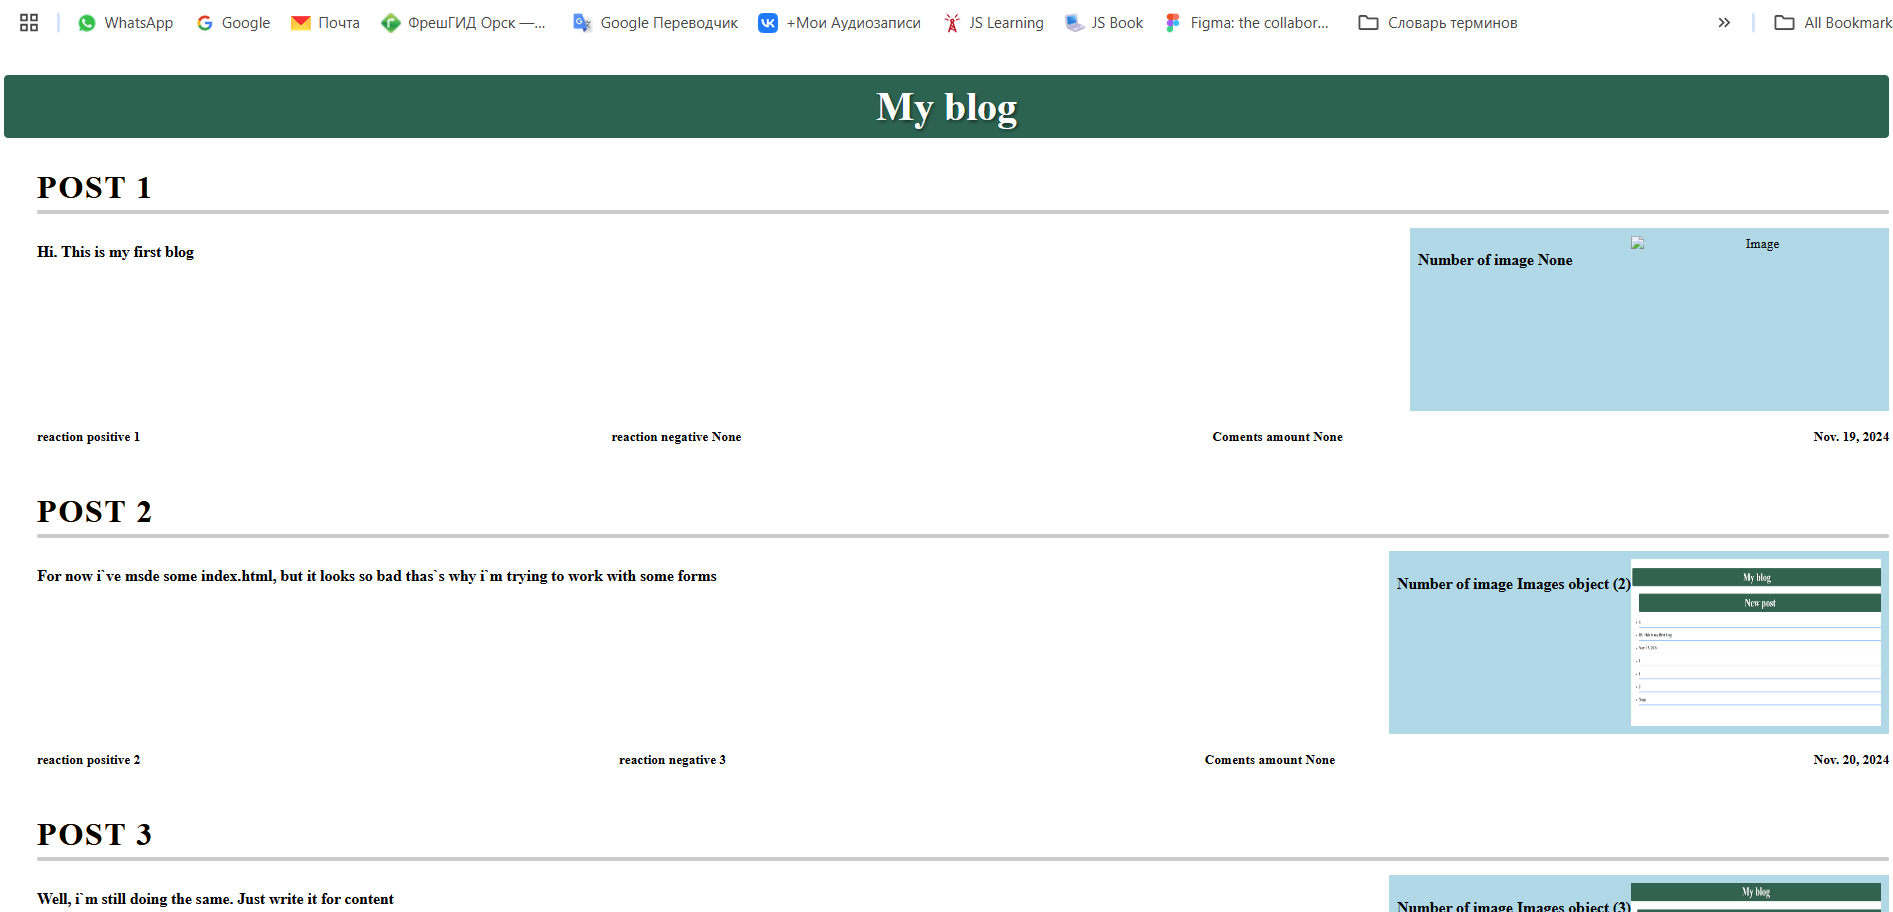 WhatsApp Google Почта ФрешГИД Орск —... Google Переводчик +Мои Аудиозаписи JS Learning JS Book Figma: the collabor... Словарь терминов » All Bookmark
My blog
POST 1
Hi. This is my first blog
Number of image None
Image
reaction positive 1 reaction negative None Coments amount None Nov. 19, 2024
POST 2
For now i`ve msde some index.html, but it looks so bad thas`s why i`m trying to work with some forms
Number of image Images object (2)
My blog
New post
reaction positive 2 reaction negative 3 Coments amount None Nov. 20, 2024
POST 3
Well, i`m still doing the same. Just write it for content
Number of image Images object (3)
My blog